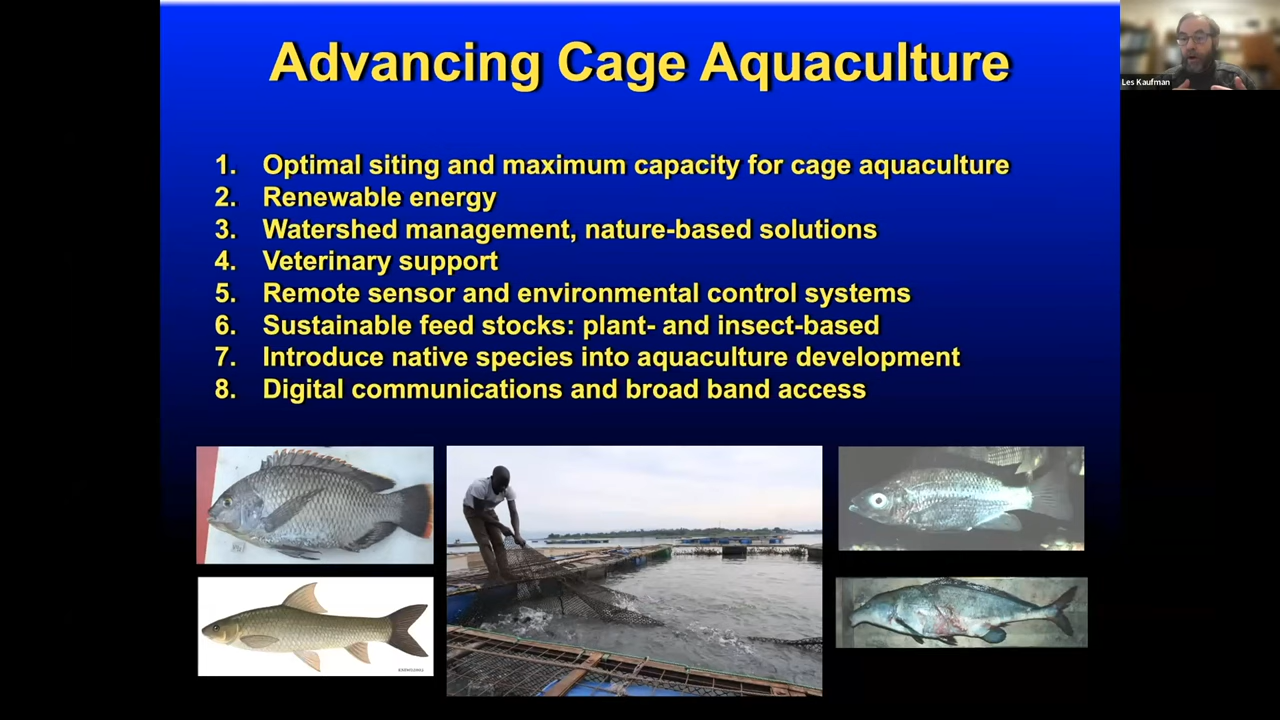 Advancing Cage Aquaculture
Les Kaufman
1. Optimal siting and maximum capacity for cage aquaculture
2. Renewable energy
3. Watershed management, nature-based solutions
4. Veterinary support
5. Remote sensor and environmental control systems
6. Sustainable feed stocks: plant- and insect-based
7. Introduce native species into aquaculture development
8. Digital communications and broad band access